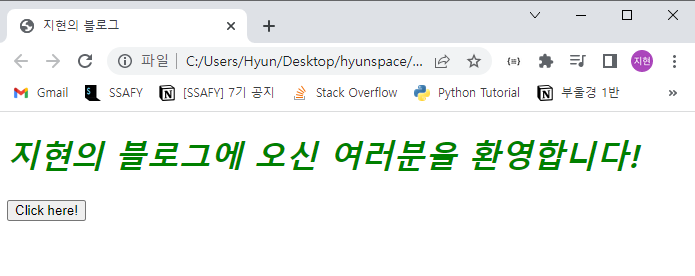 지현의 블로그
파일 C:/Users/Hyun/Desktop/hyunspace/... 지현
Gmail SSAFY [SSAFY] 7기 공지 Stack Overflow Python Tutorial 부울경 1반 »
지현의 블로그에 오신 여러분을 환영합니다!
Click here!